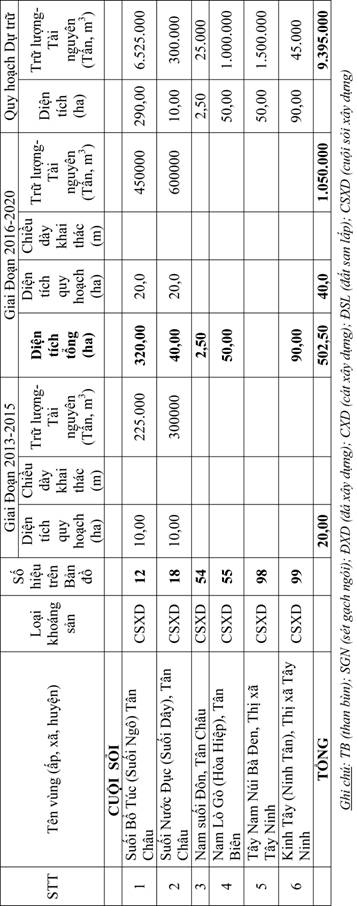 STT
Tên vùng (ấp, xã, huyện)
Loại
khoáng
sản
Số
hiệu
trên
Bản
đồ
Giai Đoạn 2013-2015
Diện
tích
quy
hoạch
(ha)
Chiều
dày
khai
thác
(m)
Trữ lượng-
Tài
nguyên
(Tấn, m³)
Giai Đoạn 2016-2020
Diện
tích
tổng
(ha)
Diện
tích
quy
hoạch
(ha)
Chiều
dày
khai
thác
(m)
Trữ lượng-
Tài
nguyên
(Tấn, m³)
Quy hoạch Dự trữ
Diện
tích
(ha)
Trữ lượng-
Tài
nguyên
(Tấn, m³)
CUỘI SỎI
1 Suối Bổ Túc (Suối Ngô) Tân
Châu CSXD 12 10,00 225.000 320,00 20,0 450000 290,00 6.525.000
2 Suối Nước Đục (Suối Dây), Tân
Châu CSXD 18 10,00 300000 40,00 20,0 600000 10,00 300.000
3 Nam suối Đôn, Tân Châu CSXD 54 2,50 2,50 25.000
4 Nam Lò Gò (Hòa Hiệp), Tân
Biên CSXD 55 50,00 50,00 1.000.000
5 Tây Nam Núi Bà Đen, Thị xã
Tây Ninh CSXD 98 50,00 1.500.000
6 Kinh Tây (Ninh Tân), Thị xã Tây
Ninh CSXD 99 90,00 90,00 45.000
TỔNG 20,00 502,50 40,0 1.050.000 9.395.000
Ghi chú: TB (than bùn); SGN (sét gạch ngói); ĐXD (đá xây dựng); CXD (cát xây dựng); ĐSL (đất san lấp); CSXD (cuội sỏi xây dựng)